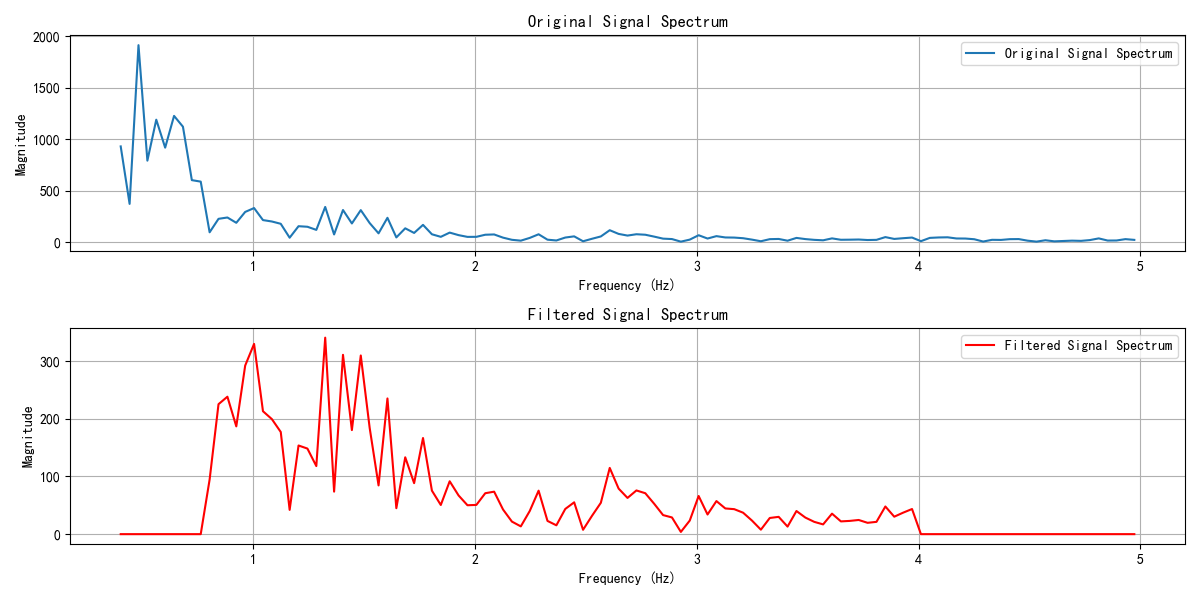 Original Signal Spectrum
2000
1500
1000
500
0
Magnitude
Original Signal Spectrum
1 2 3 4 5
Frequency (Hz)
Filtered Signal Spectrum
300
200
100
0
Magnitude
Filtered Signal Spectrum
1 2 3 4 5
Frequency (Hz)